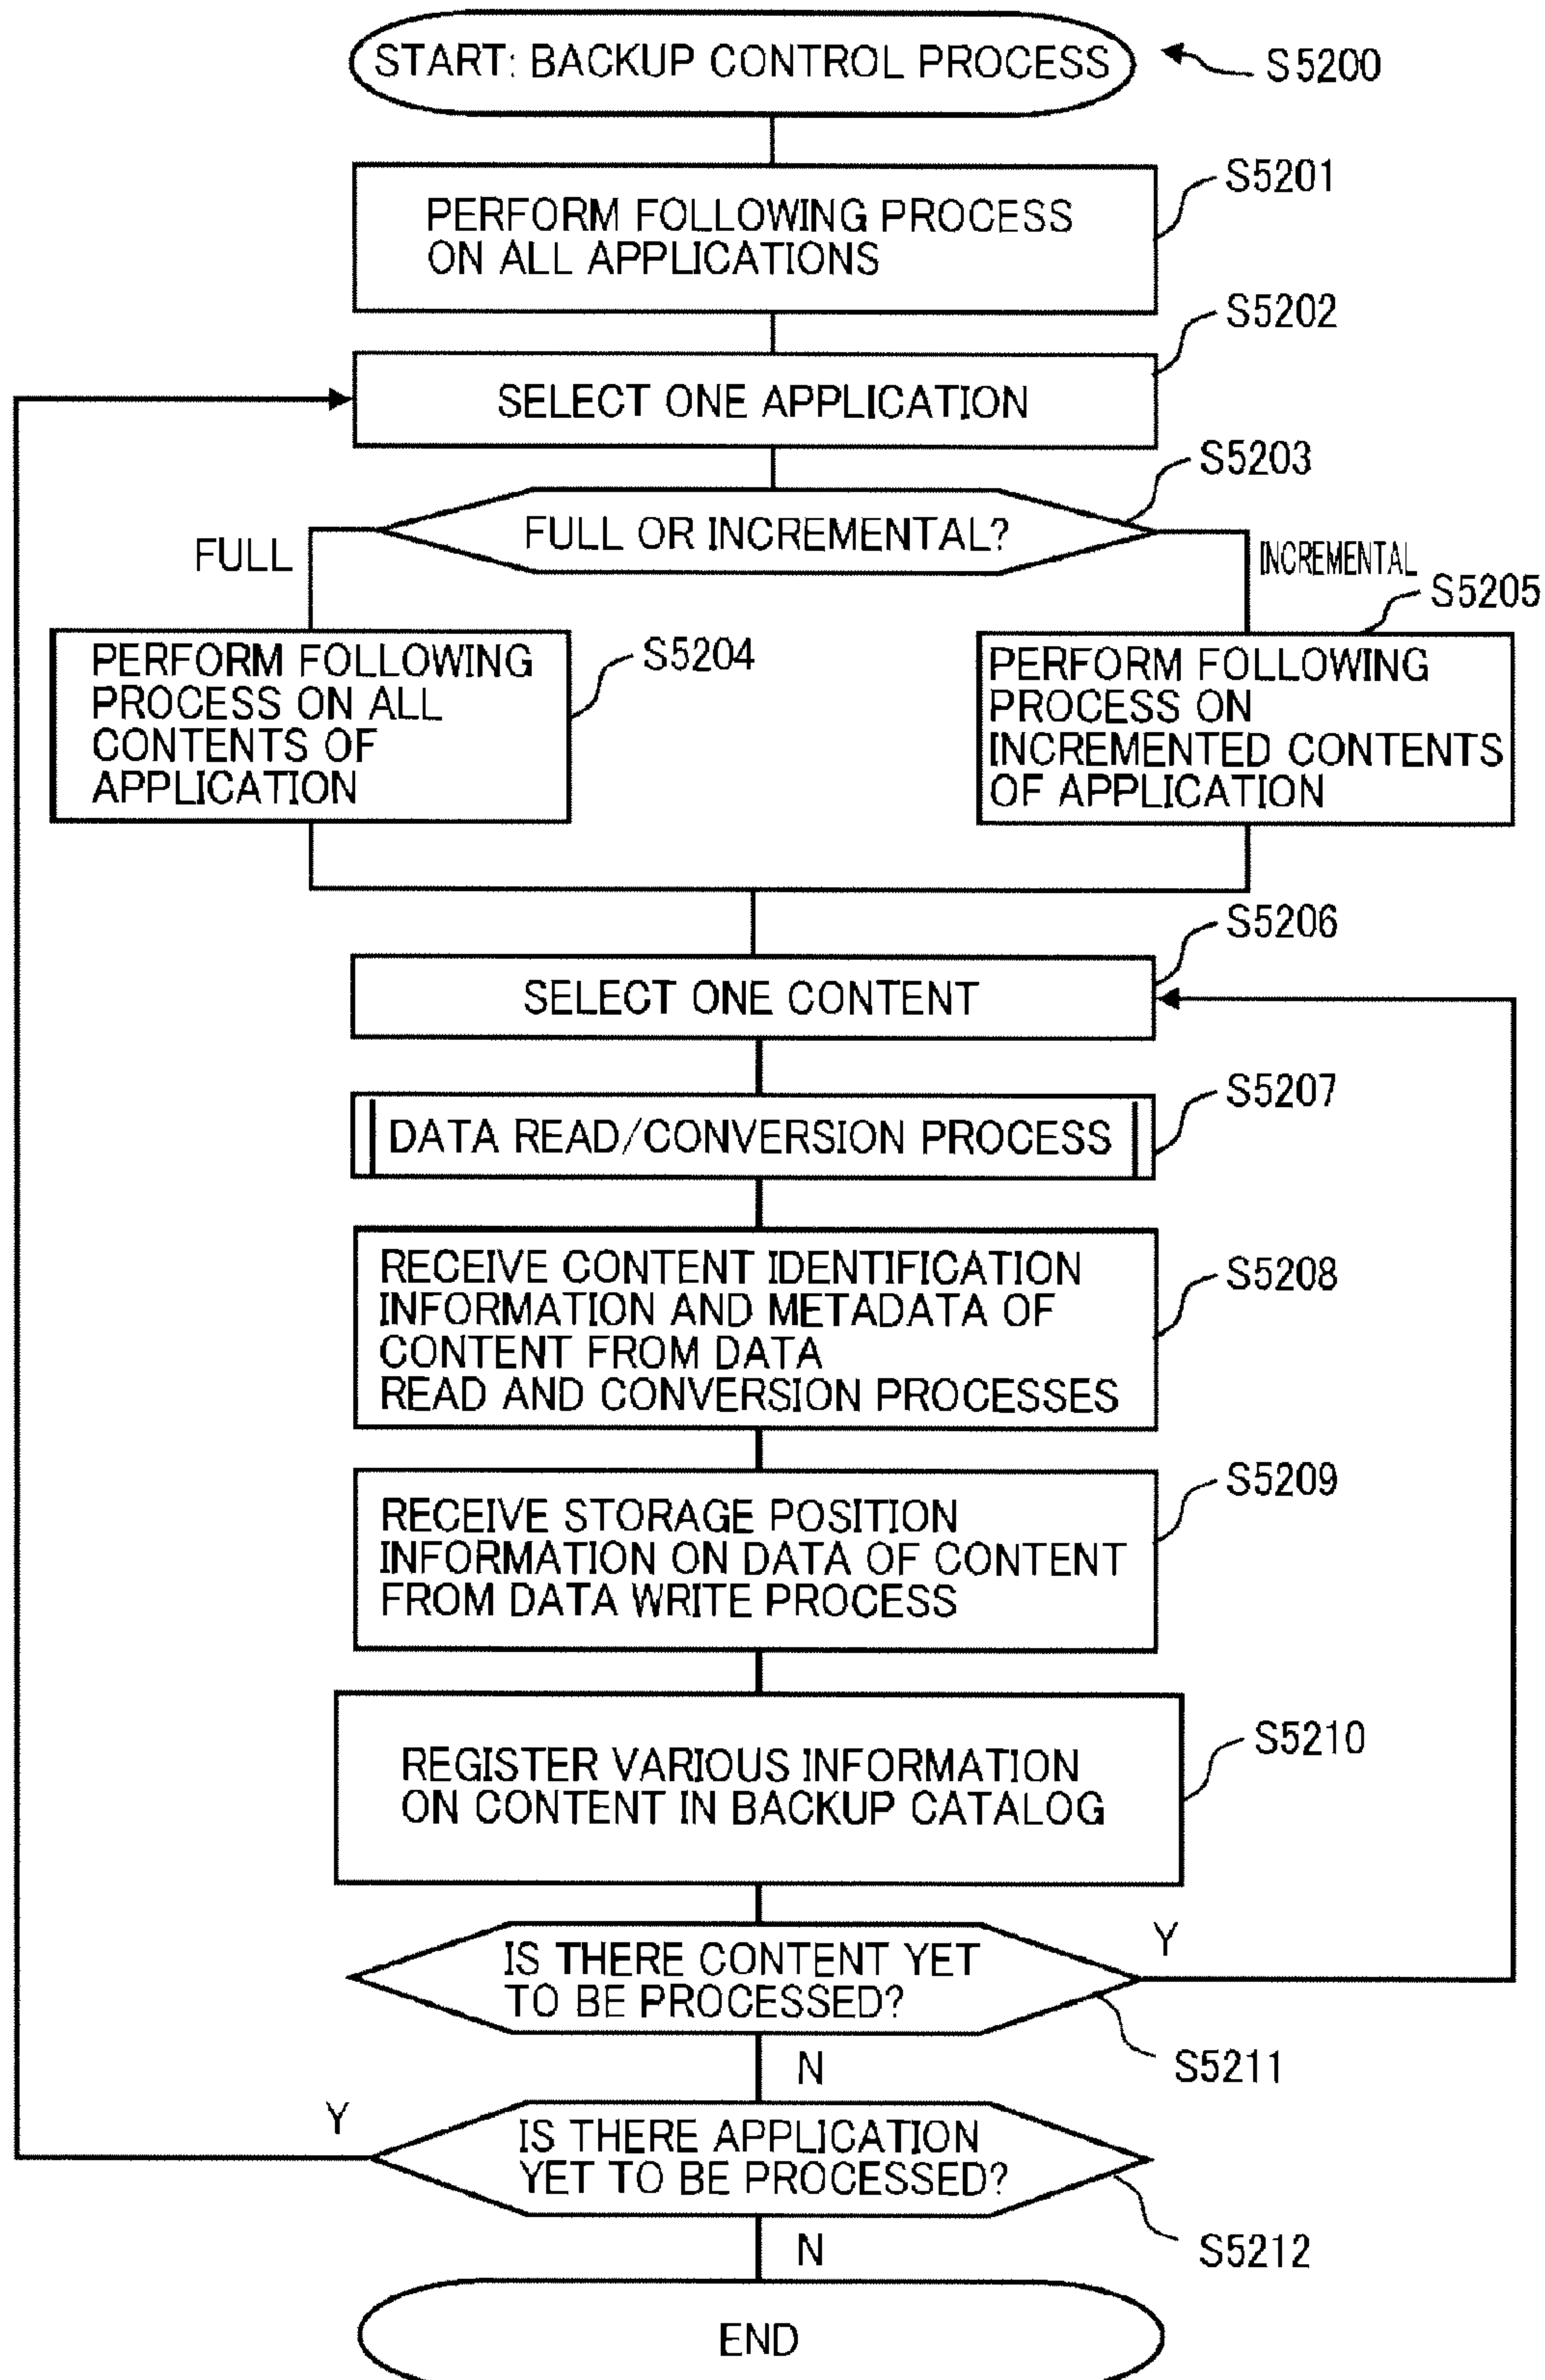 START: BACKUP CONTROL PROCESS
S5200
S5201
PERFORM FOLLOWING PROCESS
ON ALL APPLICATIONS
S5202
SELECT ONE APPLICATION
S5203
FULL OR INCREMENTAL?
FULL
INCREMENTAL
S5204
PERFORM FOLLOWING
PROCESS ON ALL
CONTENTS OF
APPLICATION
S5205
PERFORM FOLLOWING
PROCESS ON
INCREMENTED CONTENTS
OF APPLICATION
S5206
SELECT ONE CONTENT
S5207
DATA READ/CONVERSION PROCESS
S5208
RECEIVE CONTENT IDENTIFICATION
INFORMATION AND METADATA OF
CONTENT FROM DATA
READ AND CONVERSION PROCESSES
S5209
RECEIVE STORAGE POSITION
INFORMATION ON DATA OF CONTENT
FROM DATA WRITE PROCESS
S5210
REGISTER VARIOUS INFORMATION
ON CONTENT IN BACKUP CATALOG
IS THERE CONTENT YET
TO BE PROCESSED?
Y
S5211
N
Y
IS THERE APPLICATION
YET TO BE PROCESSED?
S5212
N
END